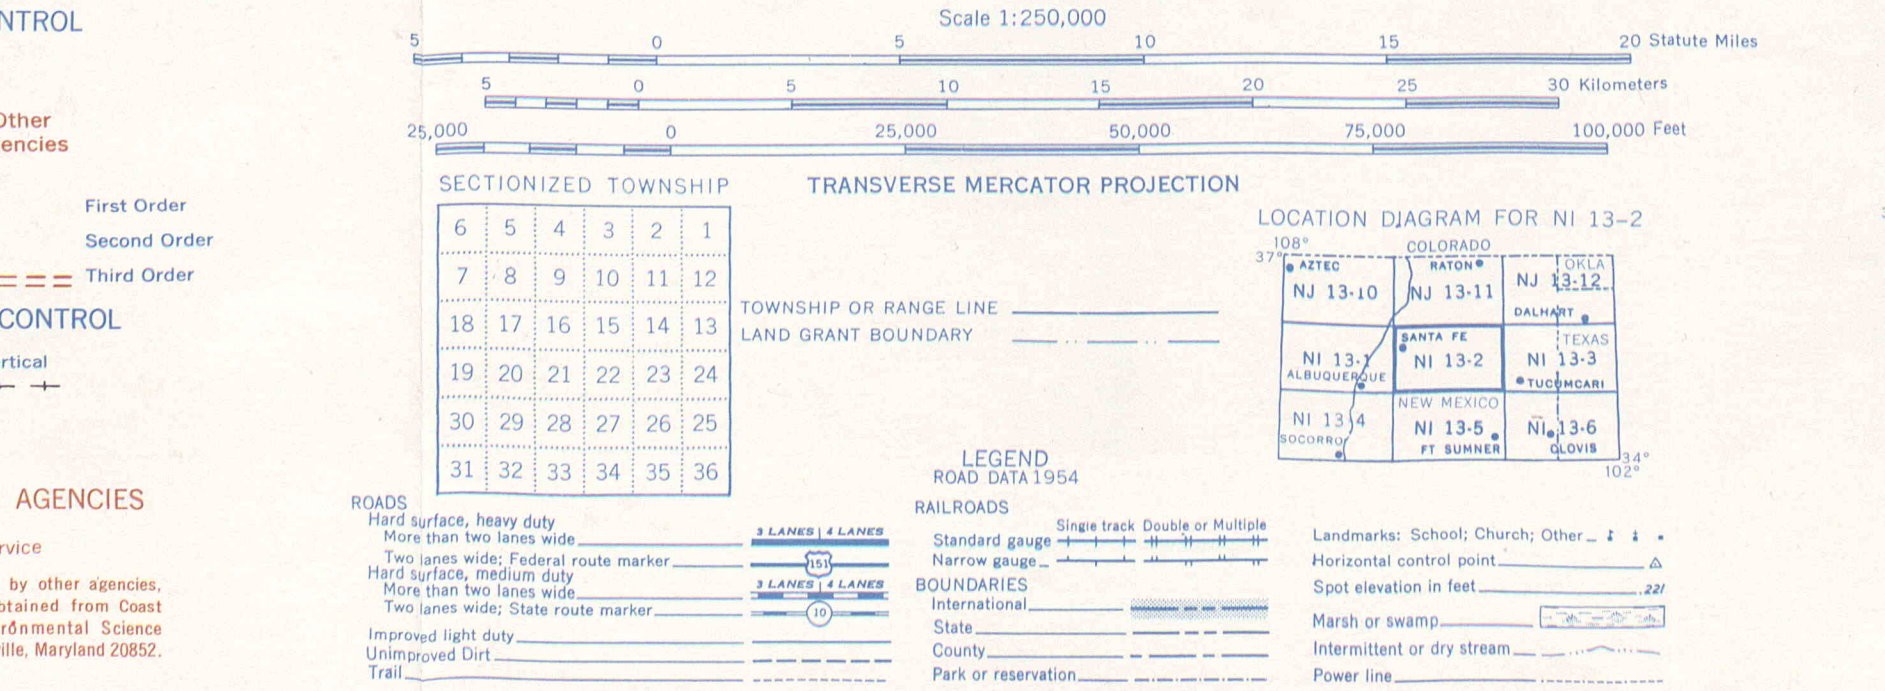 NTROL
Other
encies
First Order
Second Order
Third Order
CONTROL
rtical
AGENCIES
rvice
by other agencies,
btained from Coast
ronmental Science
ille, Maryland 20852.
Scale 1:250,000
5 0 5 10 15 20 Statute Miles
5 0 5 10 15 20 25 30 Kilometers
25,000 0 25,000 50,000 75,000 100,000 Feet
SECTIONIZED TOWNSHIP
6 5 4 3 2 1
7 8 9 10 11 12
18 17 16 15 14 13
19 20 21 22 23 24
30 29 28 27 26 25
31 32 33 34 35 36
TRANSVERSE MERCATOR PROJECTION
TOWNSHIP OR RANGE LINE
LAND GRANT BOUNDARY
LOCATION DIAGRAM FOR NI 13-2
108°
COLORADO
37°
AZTEC
RATON
OKLA
NJ 13-10
NJ 13-11
NJ 13-12
DALHART
SANTA FE
TEXAS
NI 13-1
NI 13-2
NI 13-3
ALBUQUERQUE
TUCUMCARI
NEW MEXICO
NI 13-4
NI 13-5
NI 13-6
SOCORRO
FT SUMNER
CLOVIS
34°
102°
LEGEND
ROAD DATA 1954
ROADS
Hard surface, heavy duty
More than two lanes wide 3 LANES | 4 LANES
Two lanes wide; Federal route marker 151
Hard surface, medium duty
More than two lanes wide 3 LANES | 4 LANES
Two lanes wide; State route marker 10
Improved light duty
Unimproved Dirt
Trail
RAILROADS
Single track Double or Multiple
Standard gauge
Narrow gauge
BOUNDARIES
International
State
County
Park or reservation
Landmarks: School; Church; Other
Horizontal control point
Spot elevation in feet .221
Marsh or swamp
Intermittent or dry stream
Power line